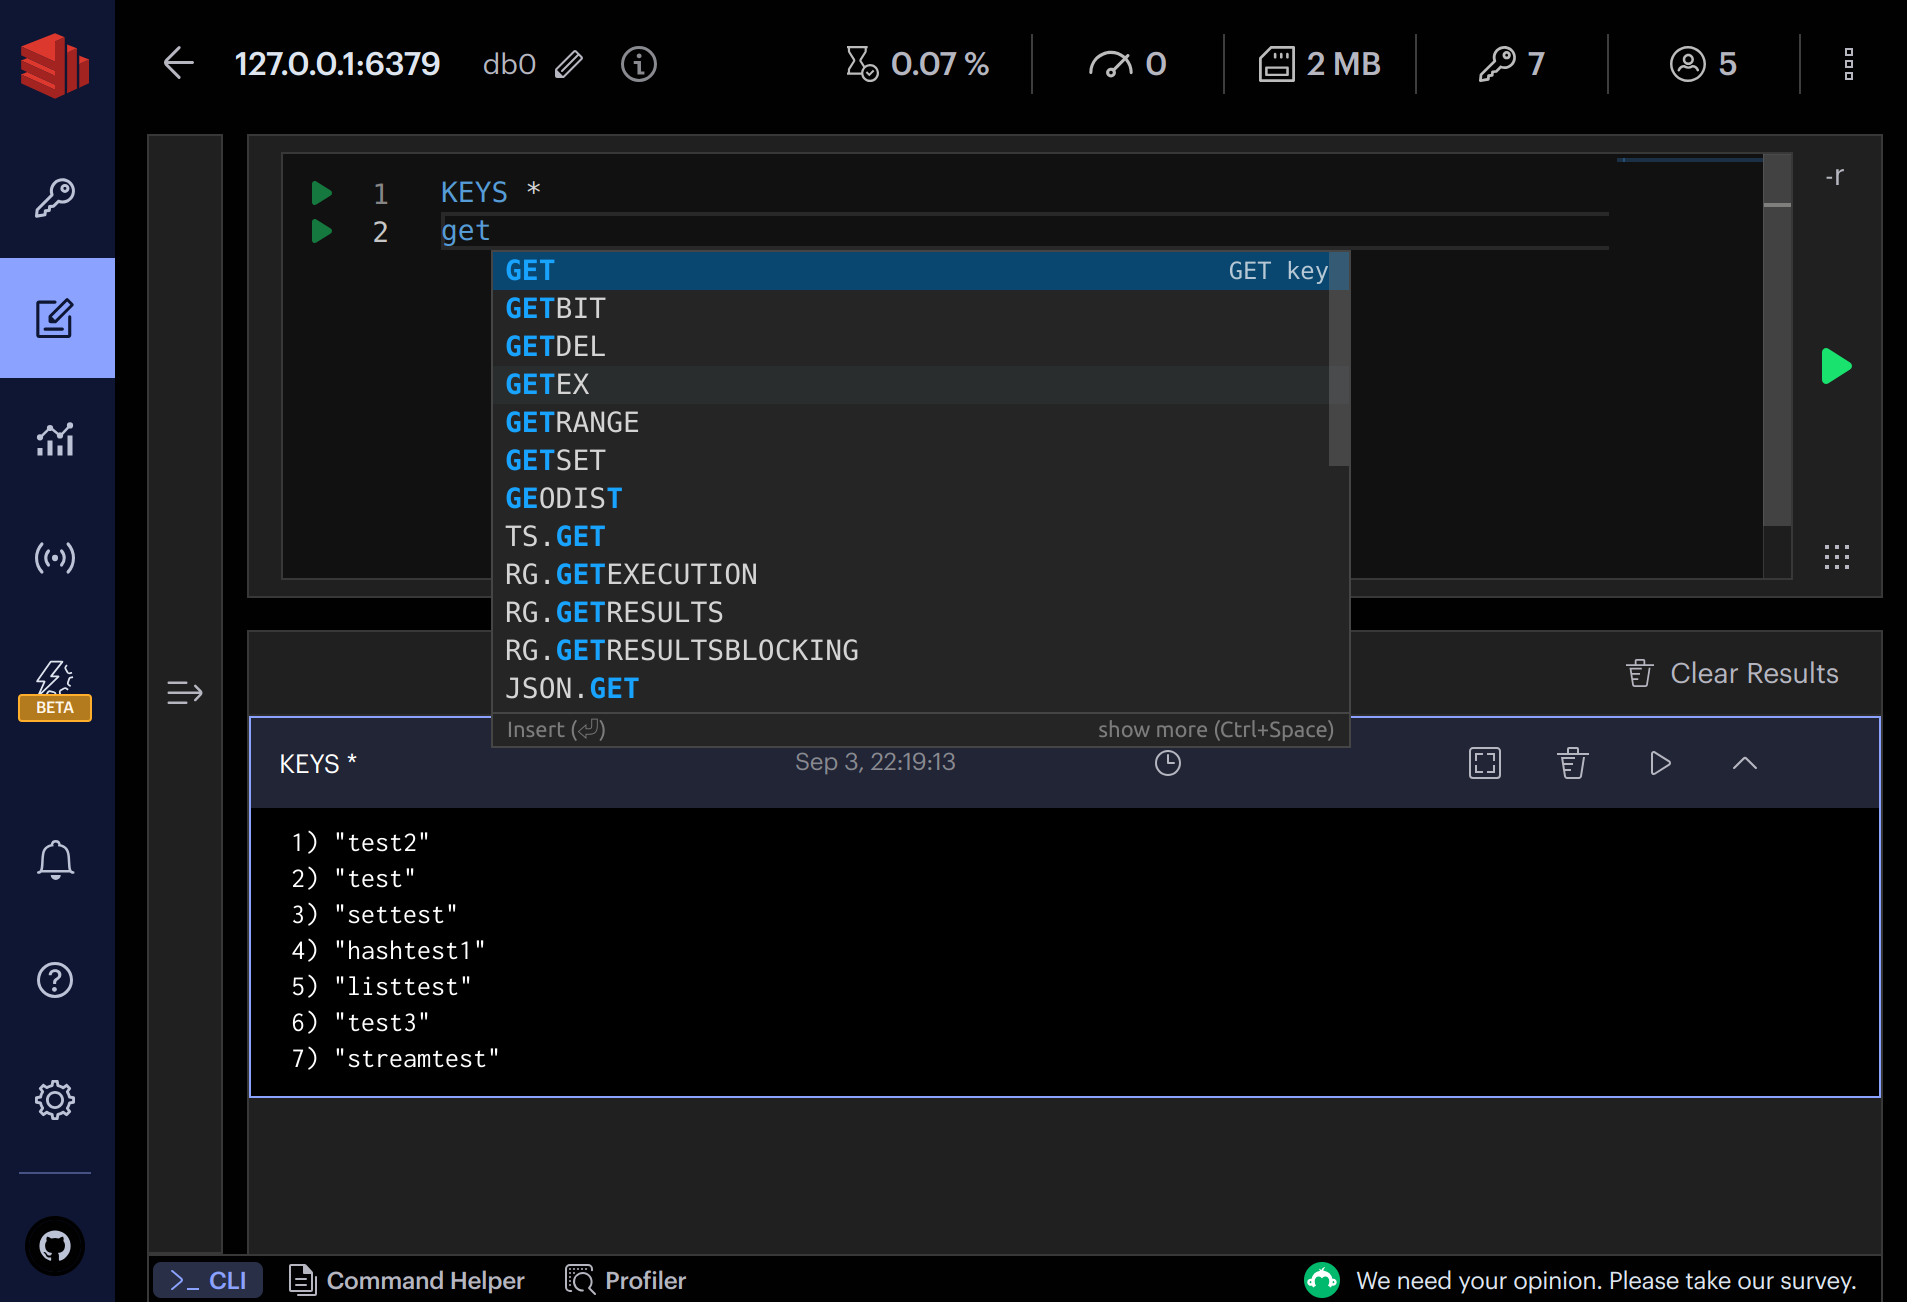 127.0.0.1:6379 db0 0.07 % 0 2 MB 7 5
1 KEYS *
-r
2 get
GET GET key
GETBIT
GETDEL
GETEX
GETRANGE
GETSET
GEODIST
TS.GET
RG.GETEXECUTION
RG.GETRESULTS
RG.GETRESULTSBLOCKING
JSON.GET
Insert (⏎) show more (Ctrl+Space)
BETA
Clear Results
KEYS * Sep 3, 22:19:13
1) "test2"
2) "test"
3) "settest"
4) "hashtest1"
5) "listtest"
6) "test3"
7) "streamtest"
>_ CLI Command Helper Profiler We need your opinion. Please take our survey.